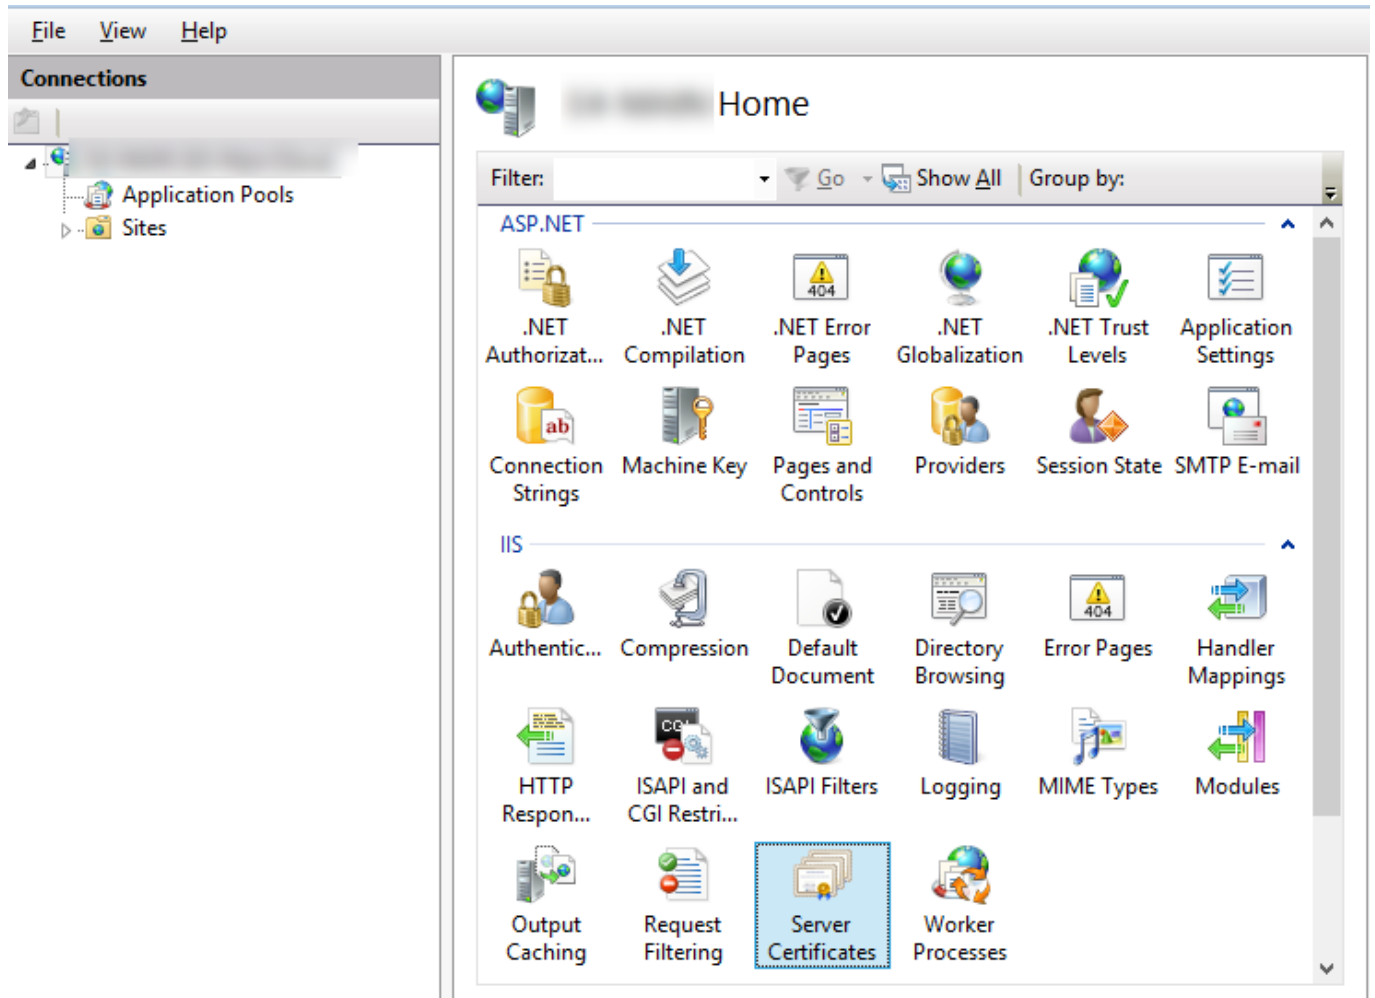 File View Help
Connections
Home
Filter: Go Show All Group by:
Application Pools
Sites
ASP.NET
404
.NET Authorizat...
.NET Compilation
.NET Error Pages
.NET Globalization
.NET Trust Levels
Application Settings
ab
Connection Strings
Machine Key
Pages and Controls
Providers
Session State
SMTP E-mail
IIS
404
Authentic...
Compression
Default Document
Directory Browsing
Error Pages
Handler Mappings
HTTP Respon...
ISAPI and CGI Restri...
ISAPI Filters
Logging
MIME Types
Modules
Output Caching
Request Filtering
Server Certificates
Worker Processes